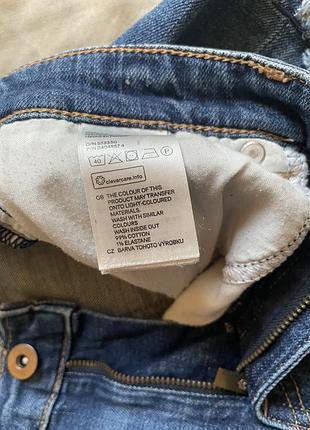 40 P
clevercare.info
GB THE COLOUR OF THIS
PRODUCT MAY TRANSFER
ONTO LIGHT-COLOURED
MATERIALS.
WASH WITH SIMILAR
COLOURS
WASH INSIDE OUT
99% COTTON
1% ELASTANE
CZ BARVA TOHOTO VÝROBKU